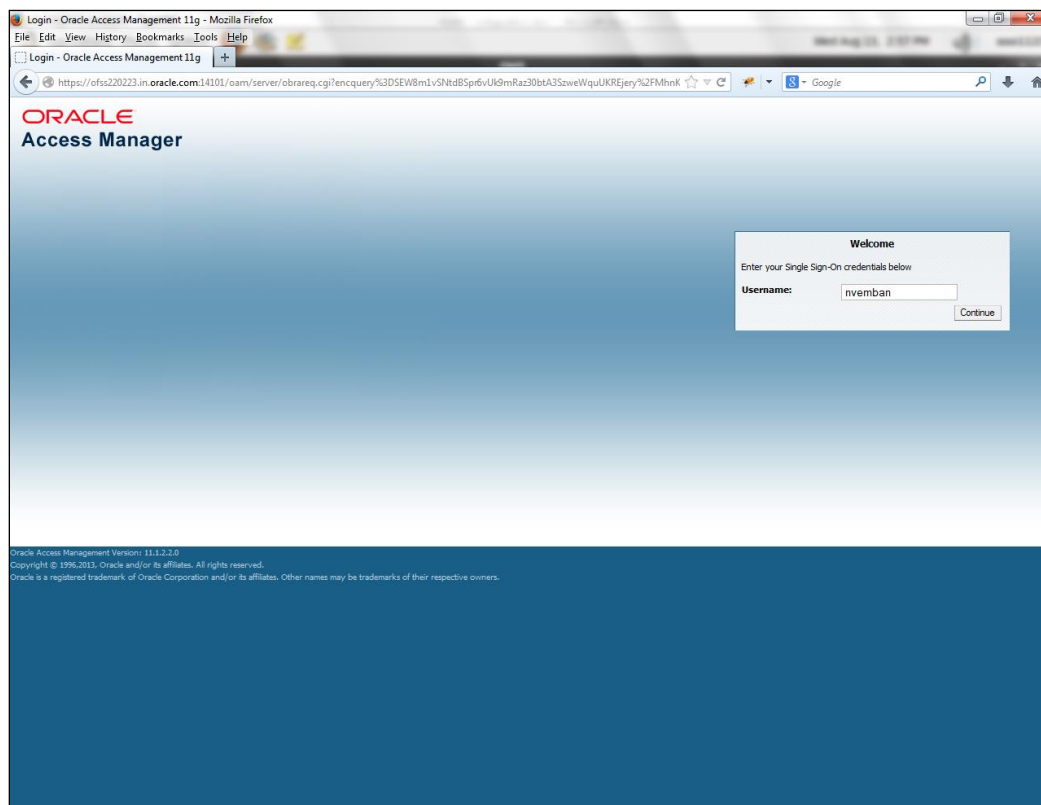 Login - Oracle Access Management 11g - Mozilla Firefox
File Edit View History Bookmarks Tools Help
Login - Oracle Access Management 11g
https://ofss220223.in.oracle.com:14101/oam/server/obrareq.cgi?encquery%3DSEW8m1vSNtdBSpr6vUk9mRaz30btA3SzweWquUKREjery%2FMhnK
Google
ORACLE
Access Manager
Welcome
Enter your Single Sign-On credentials below
Username: nvemban
Continue
Oracle Access Management Version: 11.1.2.2.0
Copyright © 1996,2013, Oracle and/or its affiliates. All rights reserved.
Oracle is a registered trademark of Oracle Corporation and/or its affiliates. Other names may be trademarks of their respective owners.